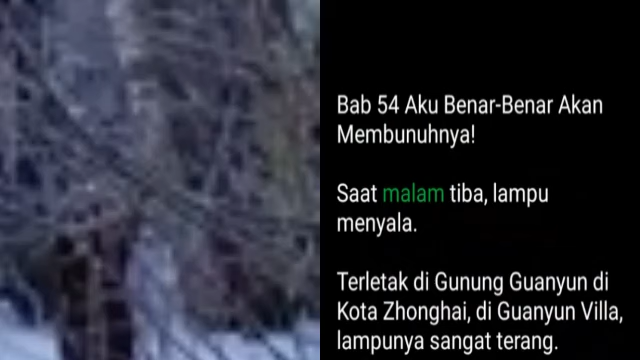 Bab 54 Aku Benar-Benar Akan
Membunuhnya!
Saat malam tiba, lampu
menyala.
Terletak di Gunung Guanyun di
Kota Zhonghai, di Guanyun Villa,
lampunya sangat terang.